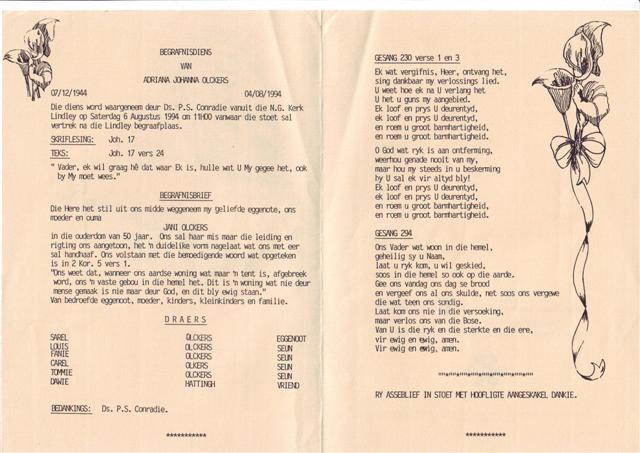 BEGRAFNISDIENS
VAN
ADRIANA JOHANNA OLCKERS
07/12/1944 04/08/1994
Die diens word waargeneem deur Ds. P.S. Conradie vanuit die N.G. Kerk
Lindley op Saterdag 6 Augustus 1994 om 11H00 vanwaar die stoet sal
vertrek na die Lindley begraafplaas.
SKRIFLESING: Joh. 17
TEKS: Joh. 17 vers 24
" Vader, ek wil graag hê dat waar Ek is, hulle wat U My gegee het, ook
by My moet wees."
BEGRAFNISBRIEF
Die Here het stil uit ons midde weggeneem my geliefde eggenote, ons
moeder en ouma
JANI OLCKERS
in die ouderdom van 50 jaar. Ons sal haar mis maar die leiding en
rigting ons aangetoon, het 'n duidelike vorm nagelaat wat ons met eer
sal handhaaf. Ons volstaan met die bemoedigende woord wat opgeteken
is in 2 Kor. 5 vers 1.
"Ons weet dat, wanneer ons aardse woning wat maar 'n tent is, afgebreek
word, ons 'n vaste gebou in die hemel het. Dit is 'n woning wat nie deur
mense gemaak is nie maar deur God, en dit bly ewig staan."
Van bedroefde eggenoot, moeder, kinders, kleinkinders en familie.
D R A E R S
SAREL OLCKERS EGGENOOT
LOUIS OLCKERS SEUN
FANIE OLCKERS SEUN
CAREL OLKERS SEUN
TOMMIE OLCKERS SEUN
DAWIE HATTINGH VRIEND
BEDANKINGS: Ds. P.S. Conradie.
***********
GESANG 230 verse 1 en 3
Ek wat vergifnis, Heer, ontvang het,
sing dankbaar my verlossings lied.
U weet hoe ek na U verlang het
U het u guns my aangebied.
Ek loof en prys U deurentyd,
ek loof en prys U deurentyd,
en roem u groot barmhartigheid,
en roem u groot barmhartigheid.
O God wat ryk is aan ontferming,
weerhou genade nooit van my,
maar hou my steeds in u beskerming
by U sal ek vir altyd bly!
Ek loof en prys U deurentyd,
Ek loof en prys U deurentyd,
en roem u groot barmhartigheid,
en roem u groot barmhartigheid.
GESANG 294
Ons Vader wat woon in die hemel,
geheilig sy u Naam,
laat u ryk kom, u wil geskied,
soos in die hemel so ook op die aarde.
Gee ons vandag ons dag se brood
en vergeef ons al ons skulde, net soos ons vergewe
die wat teen ons sondig.
Laat kom ons nie in die versoeking,
maar verlos ons van die Bose.
Van U is die ryk en die sterkte en die ere,
vir ewig en ewig, amen.
Vir ewig en ewig, amen.
RY ASSEBLIEF IN STOET MET HOOFLIGTE AANGESKAKEL DANKIE.
***********